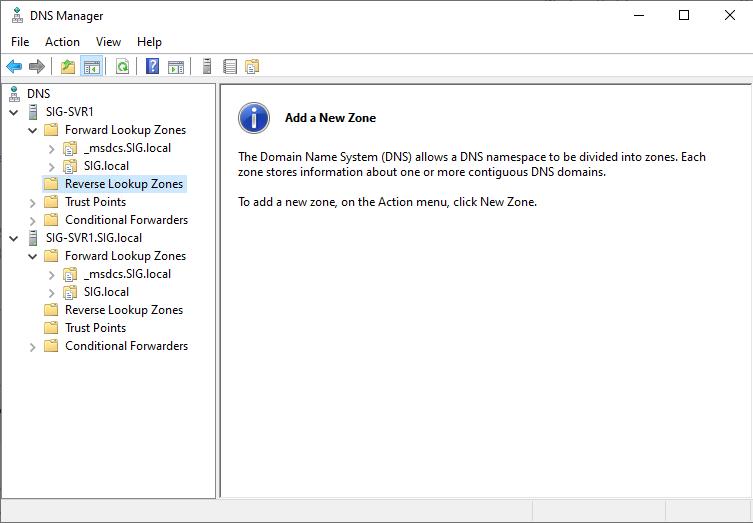 DNS Manager
File Action View Help
DNS
SIG-SVR1
Forward Lookup Zones
_msdcs.SIG.local
SIG.local
Reverse Lookup Zones
Trust Points
Conditional Forwarders
SIG-SVR1.SIG.local
Forward Lookup Zones
_msdcs.SIG.local
SIG.local
Reverse Lookup Zones
Trust Points
Conditional Forwarders
Add a New Zone
The Domain Name System (DNS) allows a DNS namespace to be divided into zones. Each
zone stores information about one or more contiguous DNS domains.
To add a new zone, on the Action menu, click New Zone.